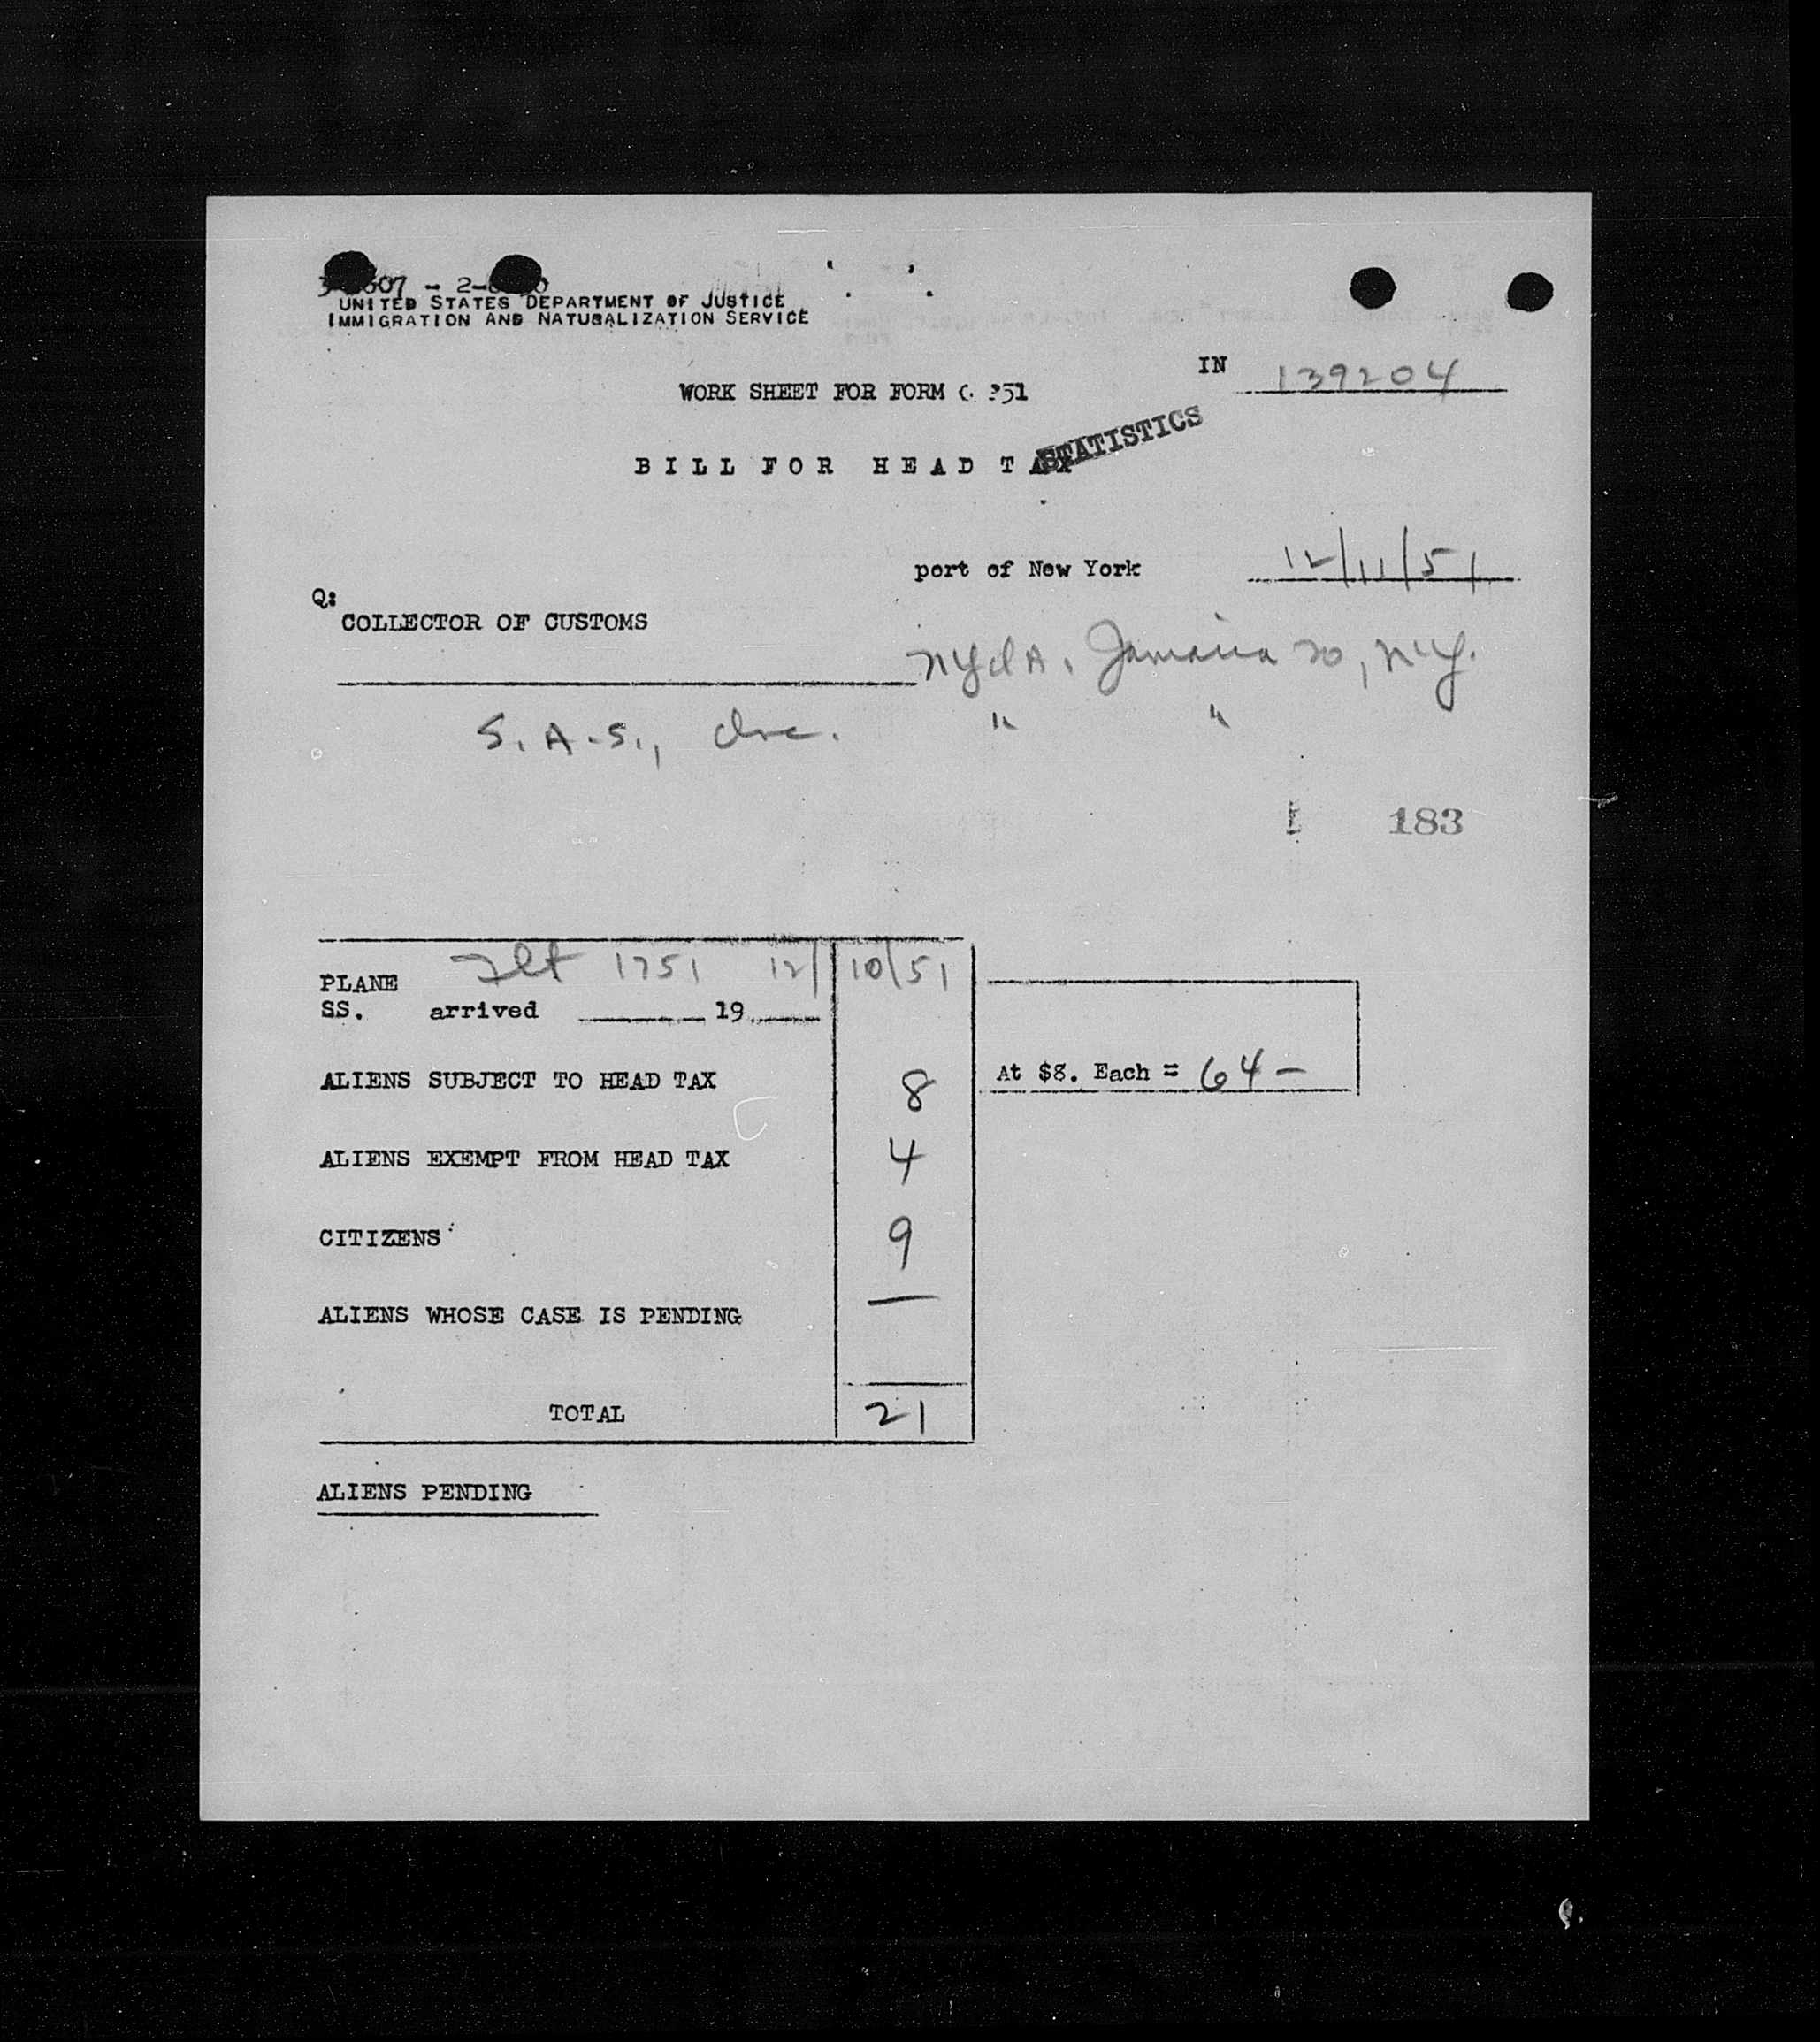 UNITED STATES DEPARTMENT OF JUSTICE
IMMIGRATION AND NATURALIZATION SERVICE
IN 139204
WORK SHEET FOR FORM 351
STATISTICS
BILL FOR HEAD TAX
port of New York 12/11/51
Q:
COLLECTOR OF CUSTOMS
NYIA, Jamaica 20, N.Y.
S.A.S., Inc. " "
183
PLANE Flt 1751 12/10/51
SS. arrived 19
ALIENS SUBJECT TO HEAD TAX 8 At $8. Each = 64-
ALIENS EXEMPT FROM HEAD TAX 4
CITIZENS 9
ALIENS WHOSE CASE IS PENDING —
TOTAL 21
ALIENS PENDING